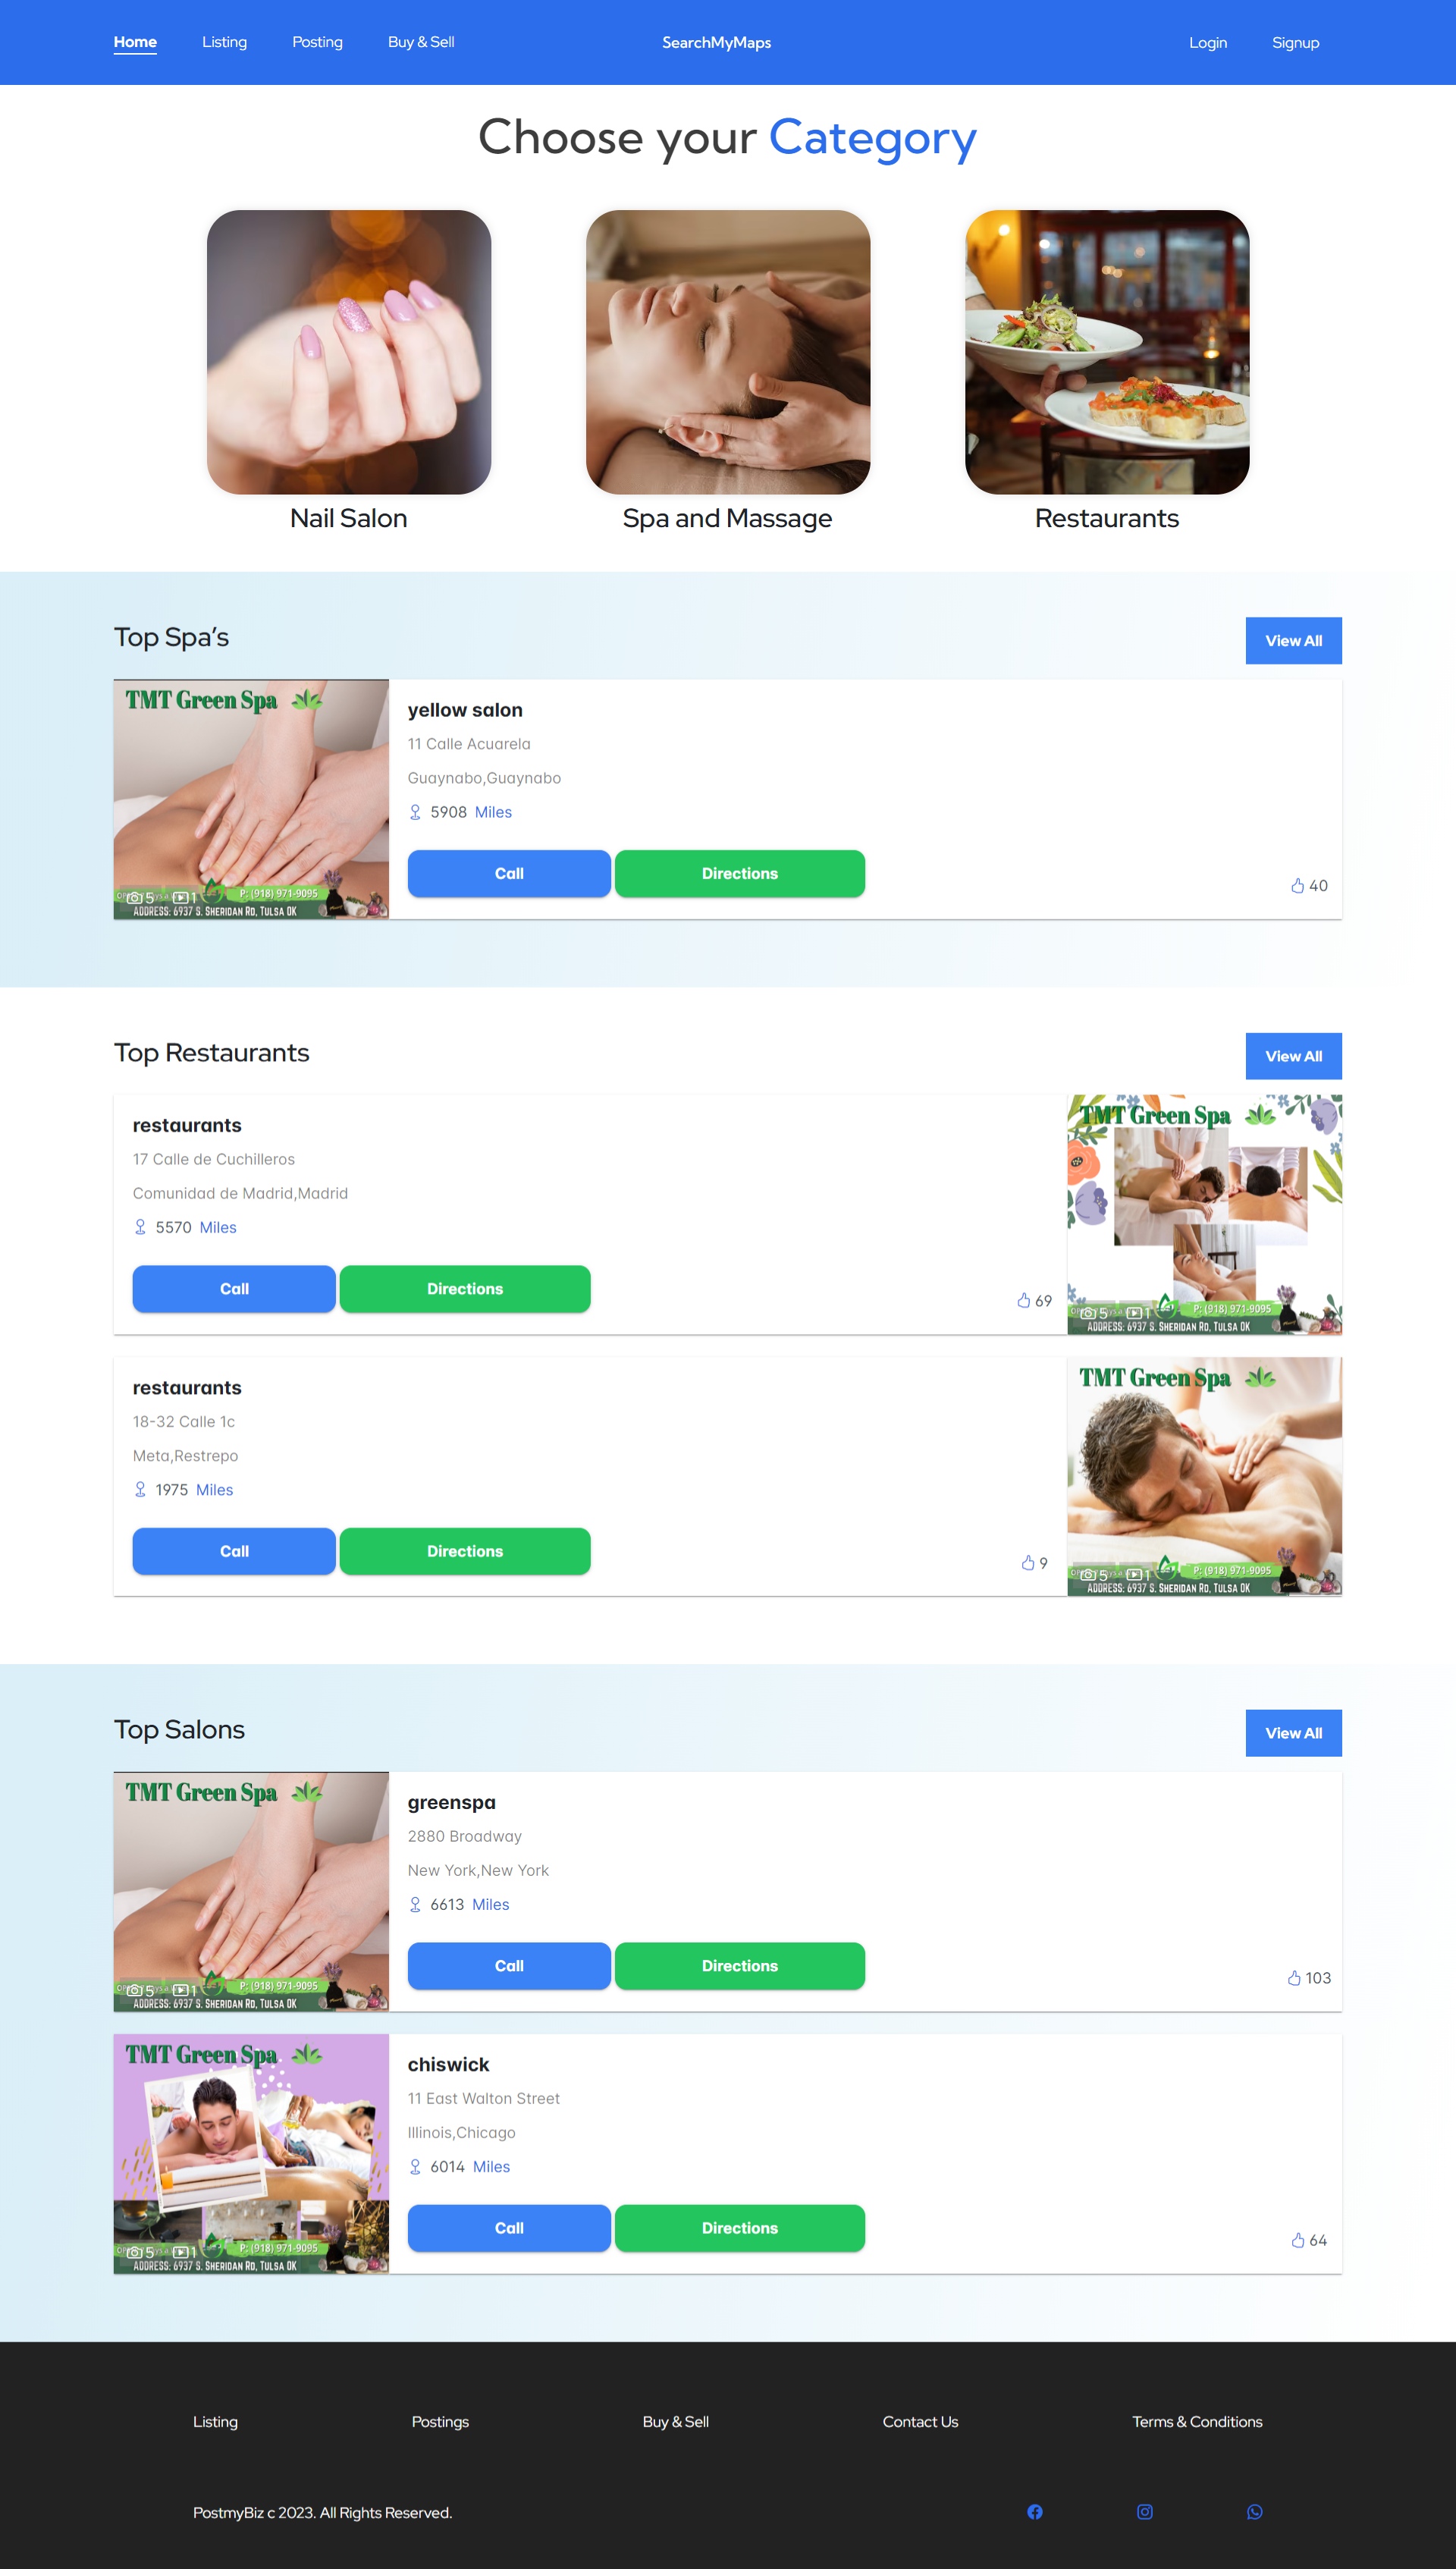 Home
Listing
Posting
Buy & Sell
SearchMyMaps
Login
Signup
Choose your Category
Nail Salon
Spa and Massage
Restaurants
Top Spa's
View All
TMT Green Spa
5
1
P: (918) 971-9095
ADDRESS: 6937 S. SHERIDAN RD, TULSA OK
yellow salon
11 Calle Acuarela
Guaynabo,Guaynabo
5908 Miles
Call
Directions
40
Top Restaurants
View All
restaurants
17 Calle de Cuchilleros
Comunidad de Madrid,Madrid
5570 Miles
Call
Directions
69
TMT Green Spa
5
1
P: (918) 971-9095
ADDRESS: 6937 S. SHERIDAN RD, TULSA OK
restaurants
18-32 Calle 1c
Meta,Restrepo
1975 Miles
Call
Directions
9
TMT Green Spa
5
1
P: (918) 971-9095
ADDRESS: 6937 S. SHERIDAN RD, TULSA OK
Top Salons
View All
TMT Green Spa
5
1
P: (918) 971-9095
ADDRESS: 6937 S. SHERIDAN RD, TULSA OK
greenspa
2880 Broadway
New York,New York
6613 Miles
Call
Directions
103
TMT Green Spa
5
1
P: (918) 971-9095
ADDRESS: 6937 S. SHERIDAN RD, TULSA OK
chiswick
11 East Walton Street
Illinois,Chicago
6014 Miles
Call
Directions
64
Listing
Postings
Buy & Sell
Contact Us
Terms & Conditions
PostmyBiz c 2023. All Rights Reserved.